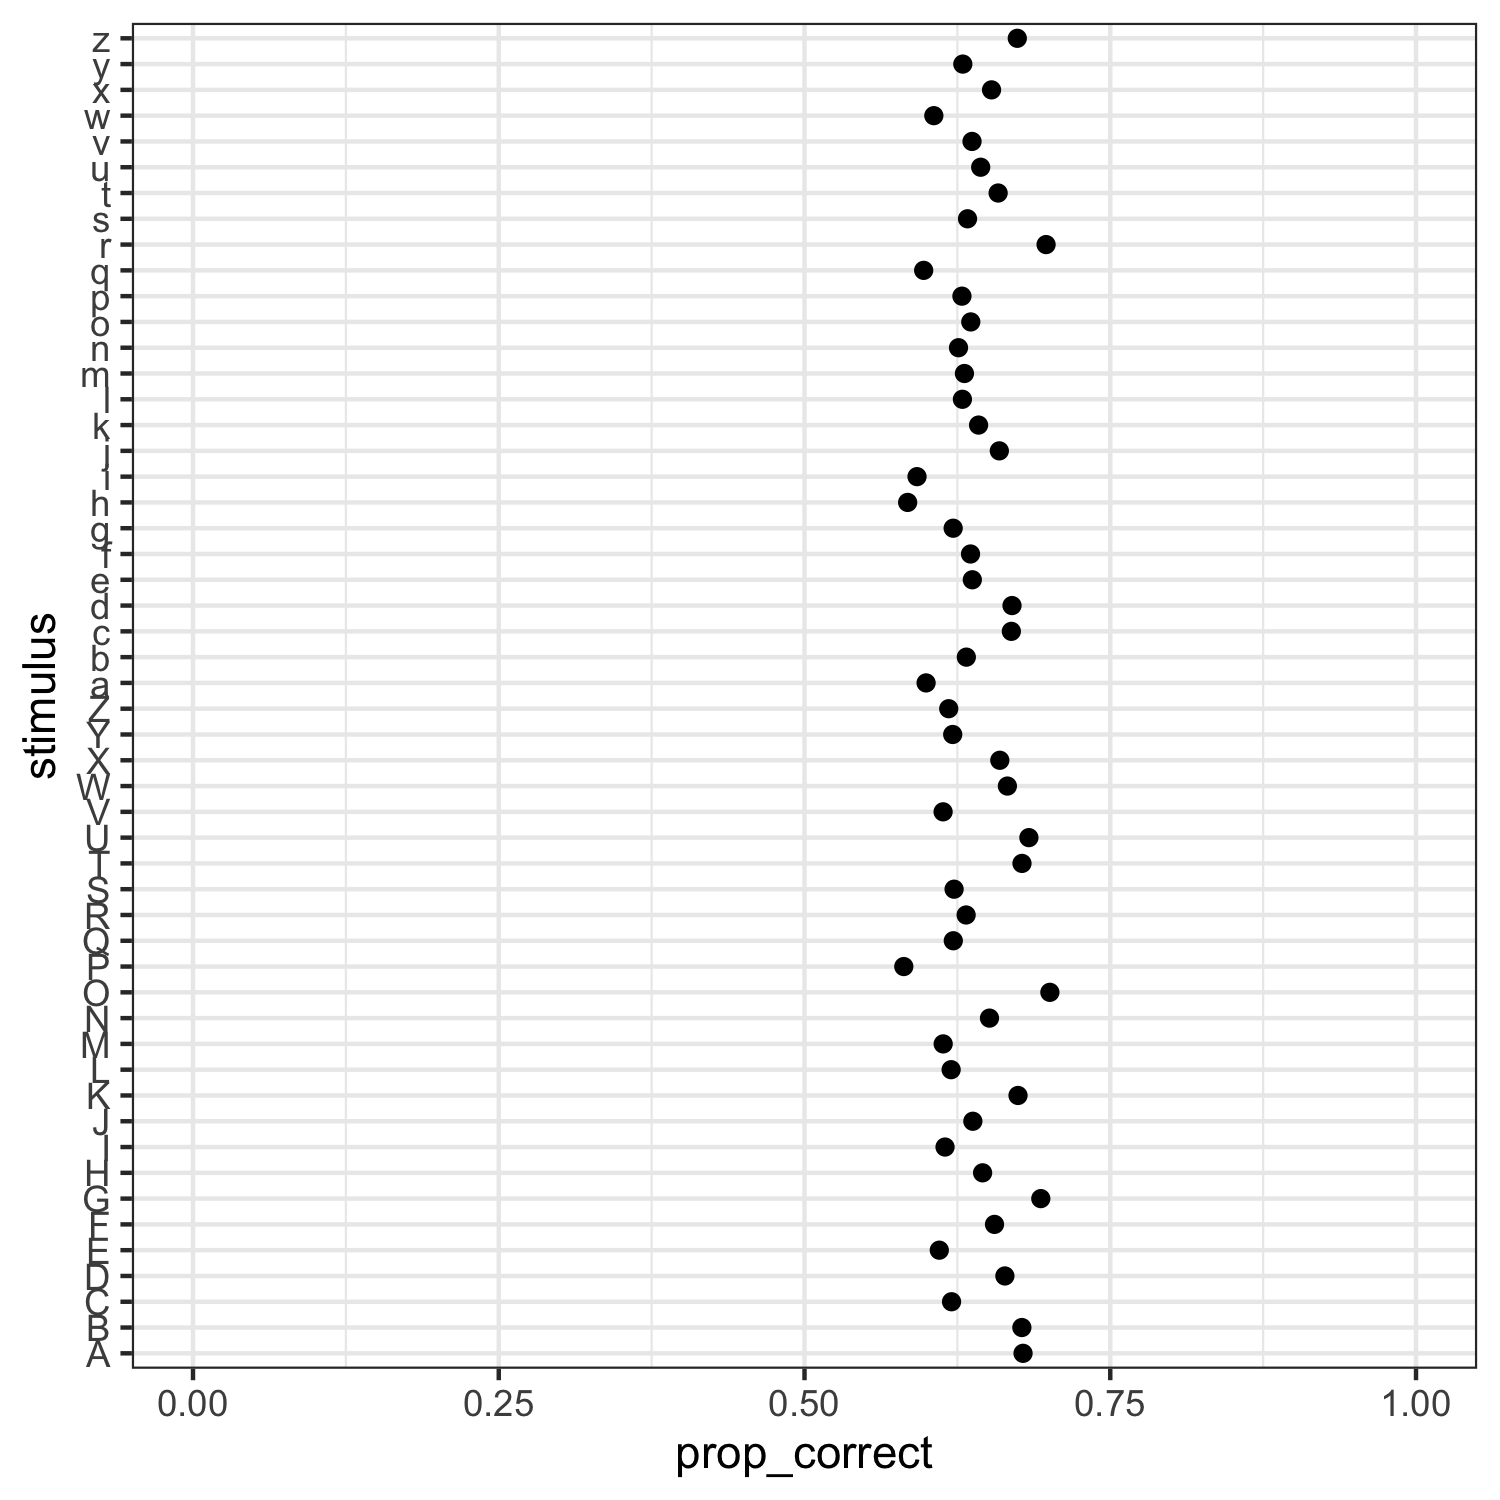 z
y
x
w
v
u
t
s
r
q
p
o
n
m
l
k
j
i
h
g
f
e
d
c
b
a
Z
Y
X
W
V
U
T
S
R
Q
P
O
N
M
L
K
J
I
H
G
F
E
D
C
B
A
stimulus
0.00 0.25 0.50 0.75 1.00
prop_correct